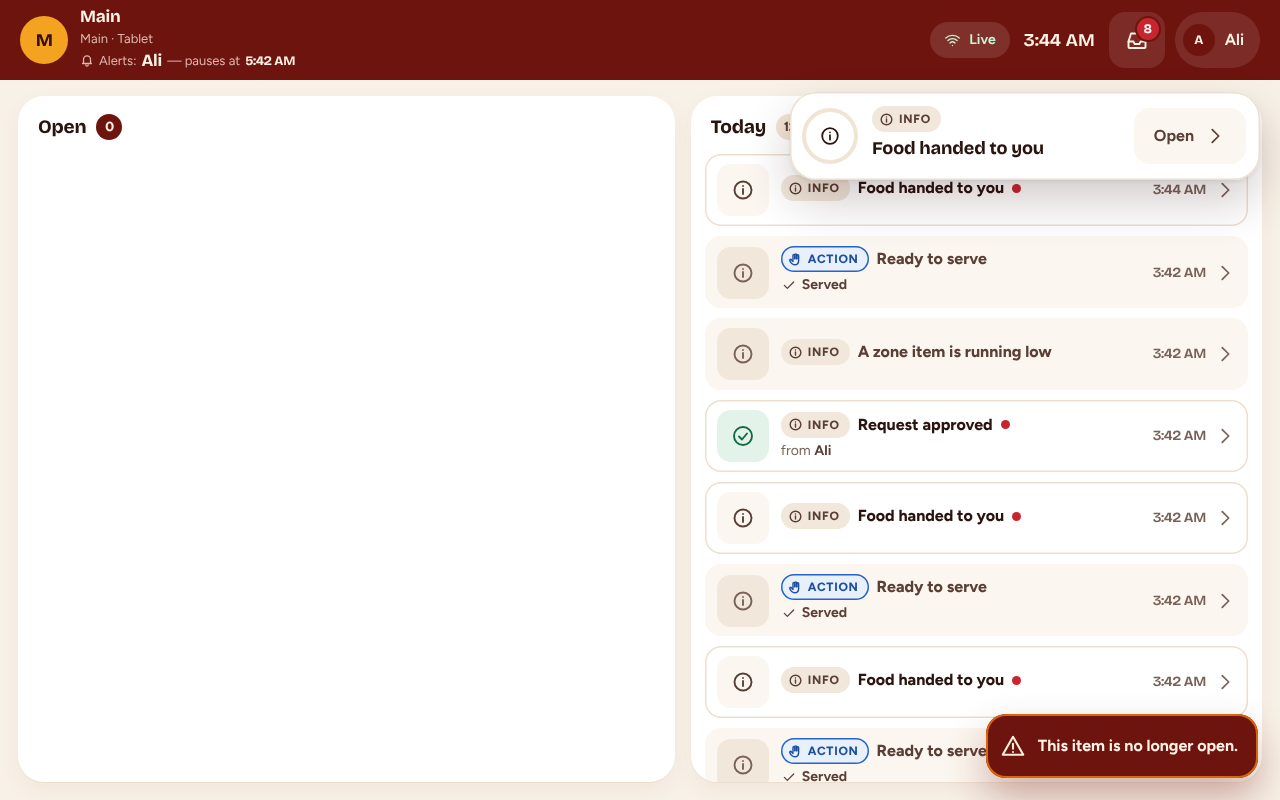 M
Main
Main · Tablet
Alerts: Ali — pauses at 5:42 AM
Live
3:44 AM
8
A
Ali
Open 0
Today
INFO
Food handed to you
Open
INFO Food handed to you
3:44 AM
ACTION Ready to serve
Served
3:42 AM
INFO A zone item is running low
3:42 AM
INFO Request approved
from Ali
3:42 AM
INFO Food handed to you
3:42 AM
ACTION Ready to serve
Served
3:42 AM
INFO Food handed to you
3:42 AM
ACTION Ready to serve
Served
This item is no longer open.